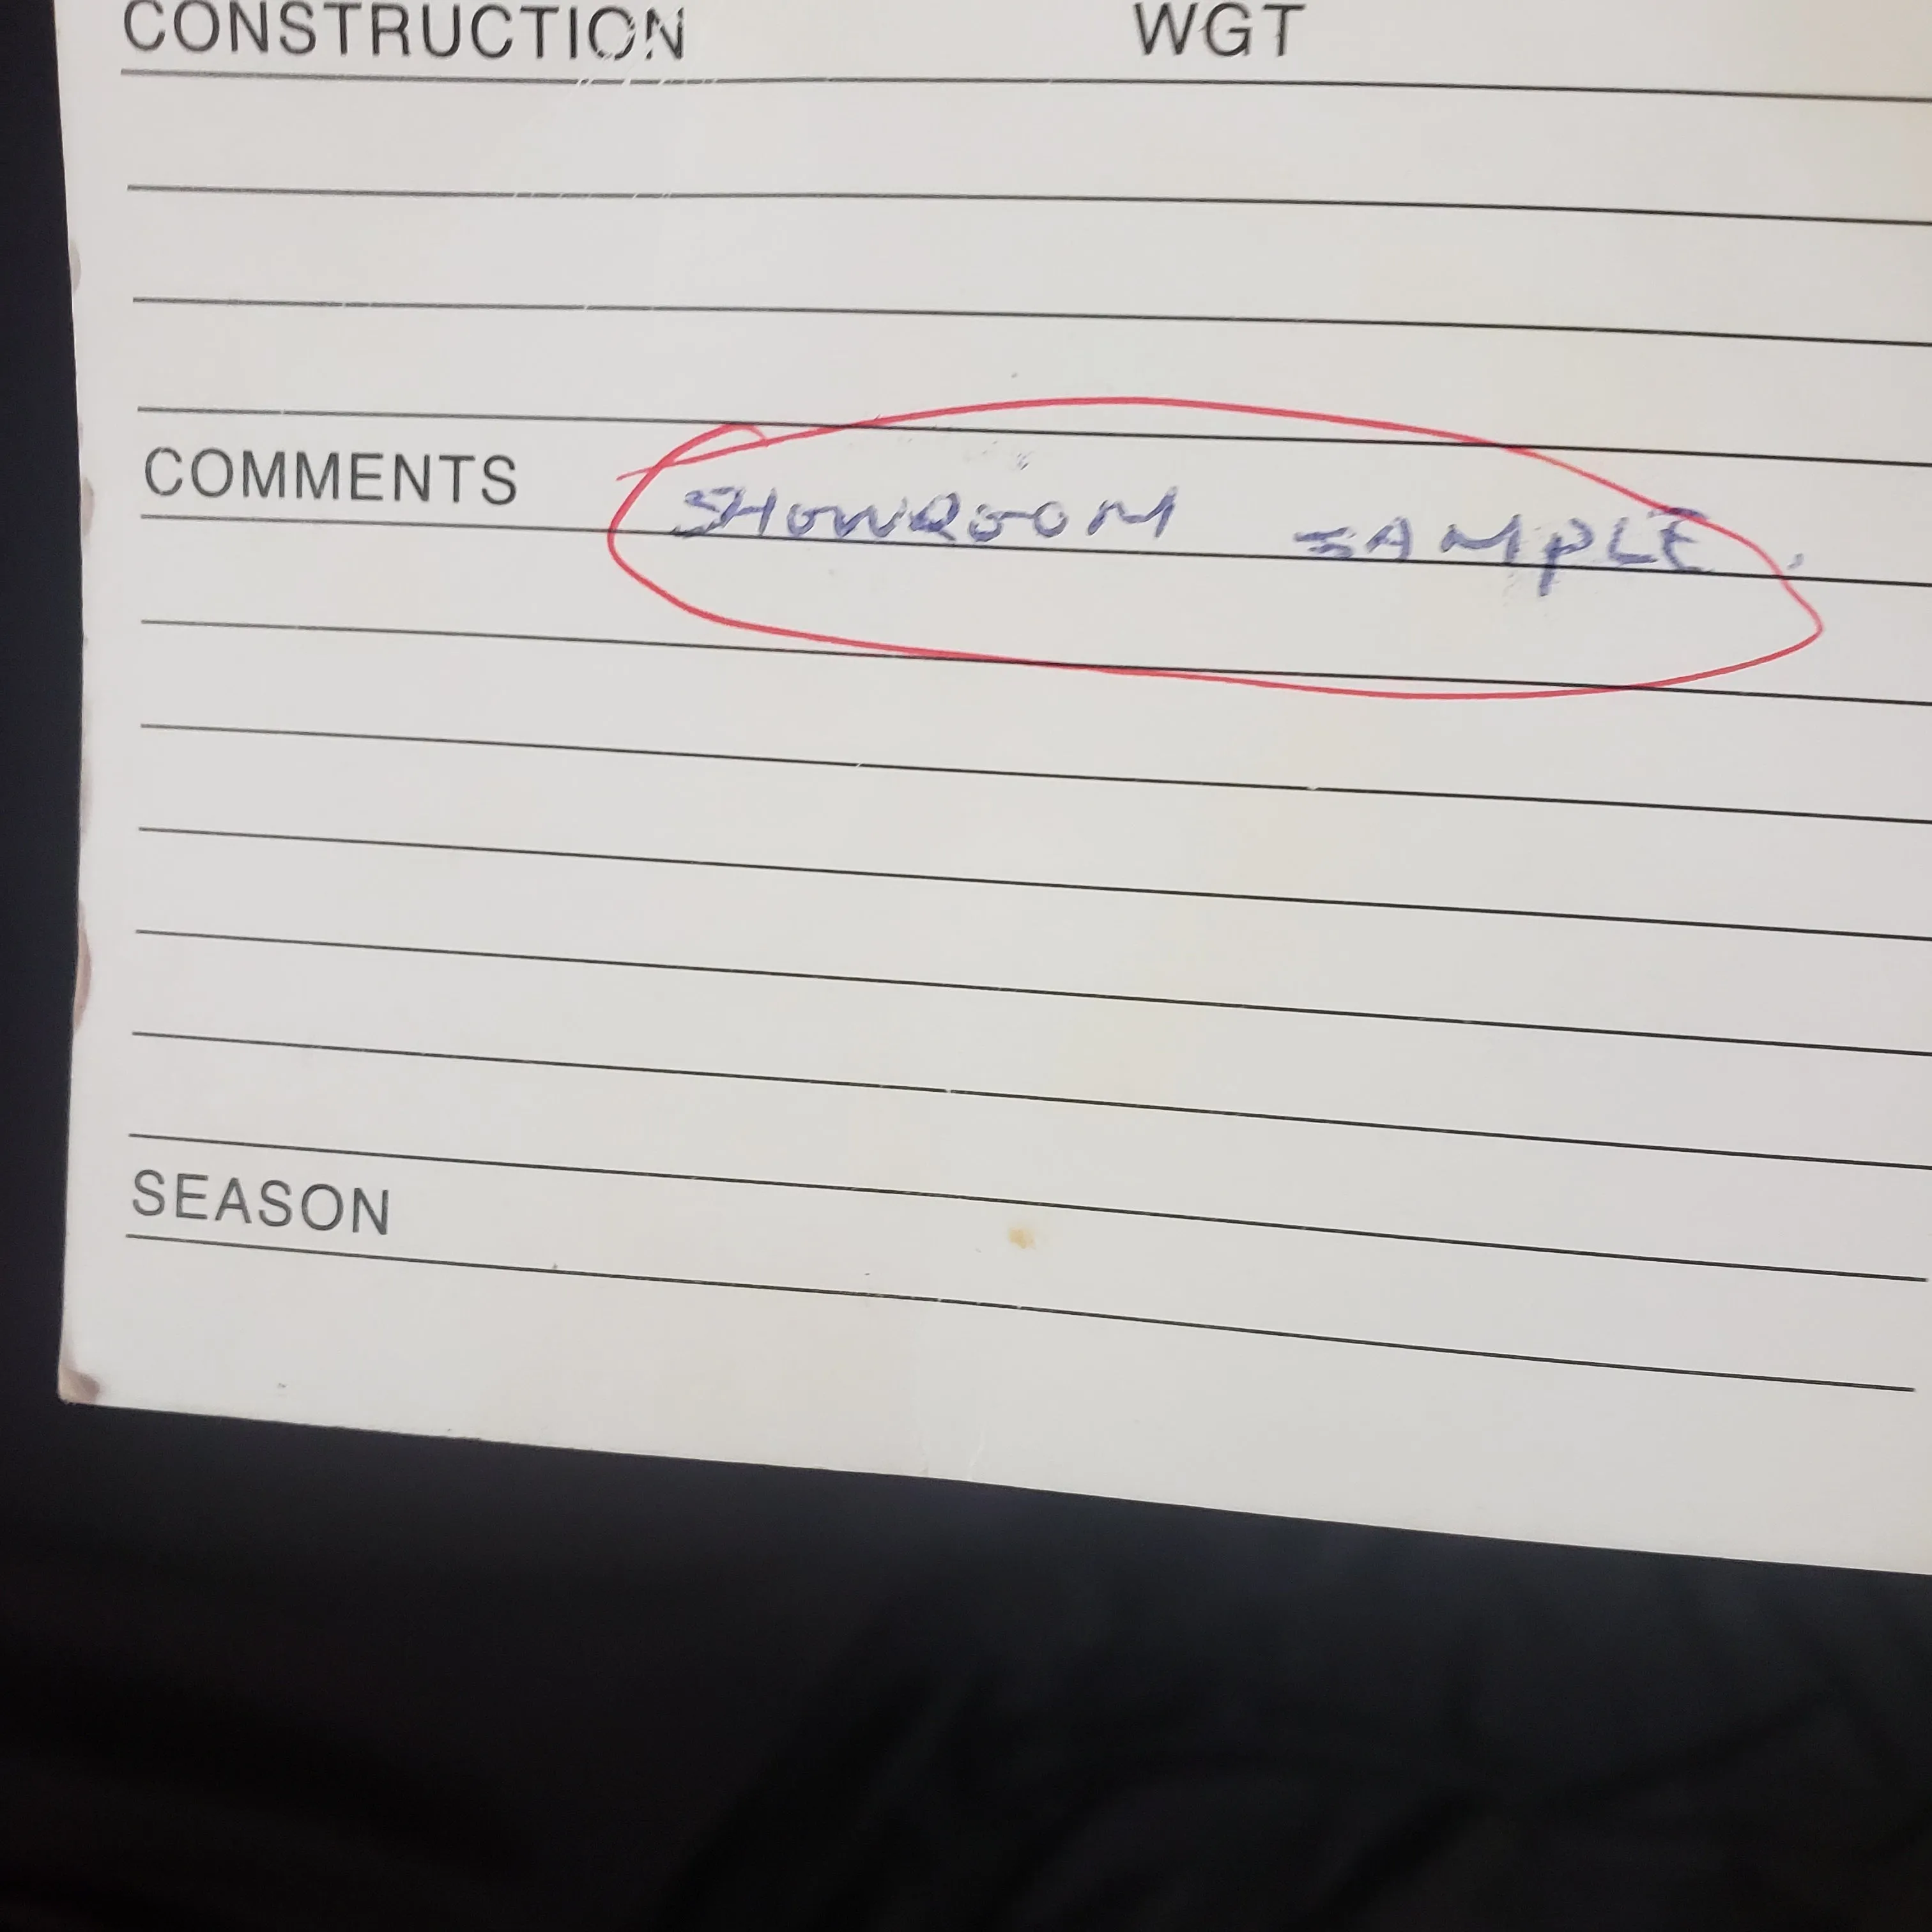 CONSTRUCTION WGT
COMMENTS SHOWROOM SAMPLE.
SEASON